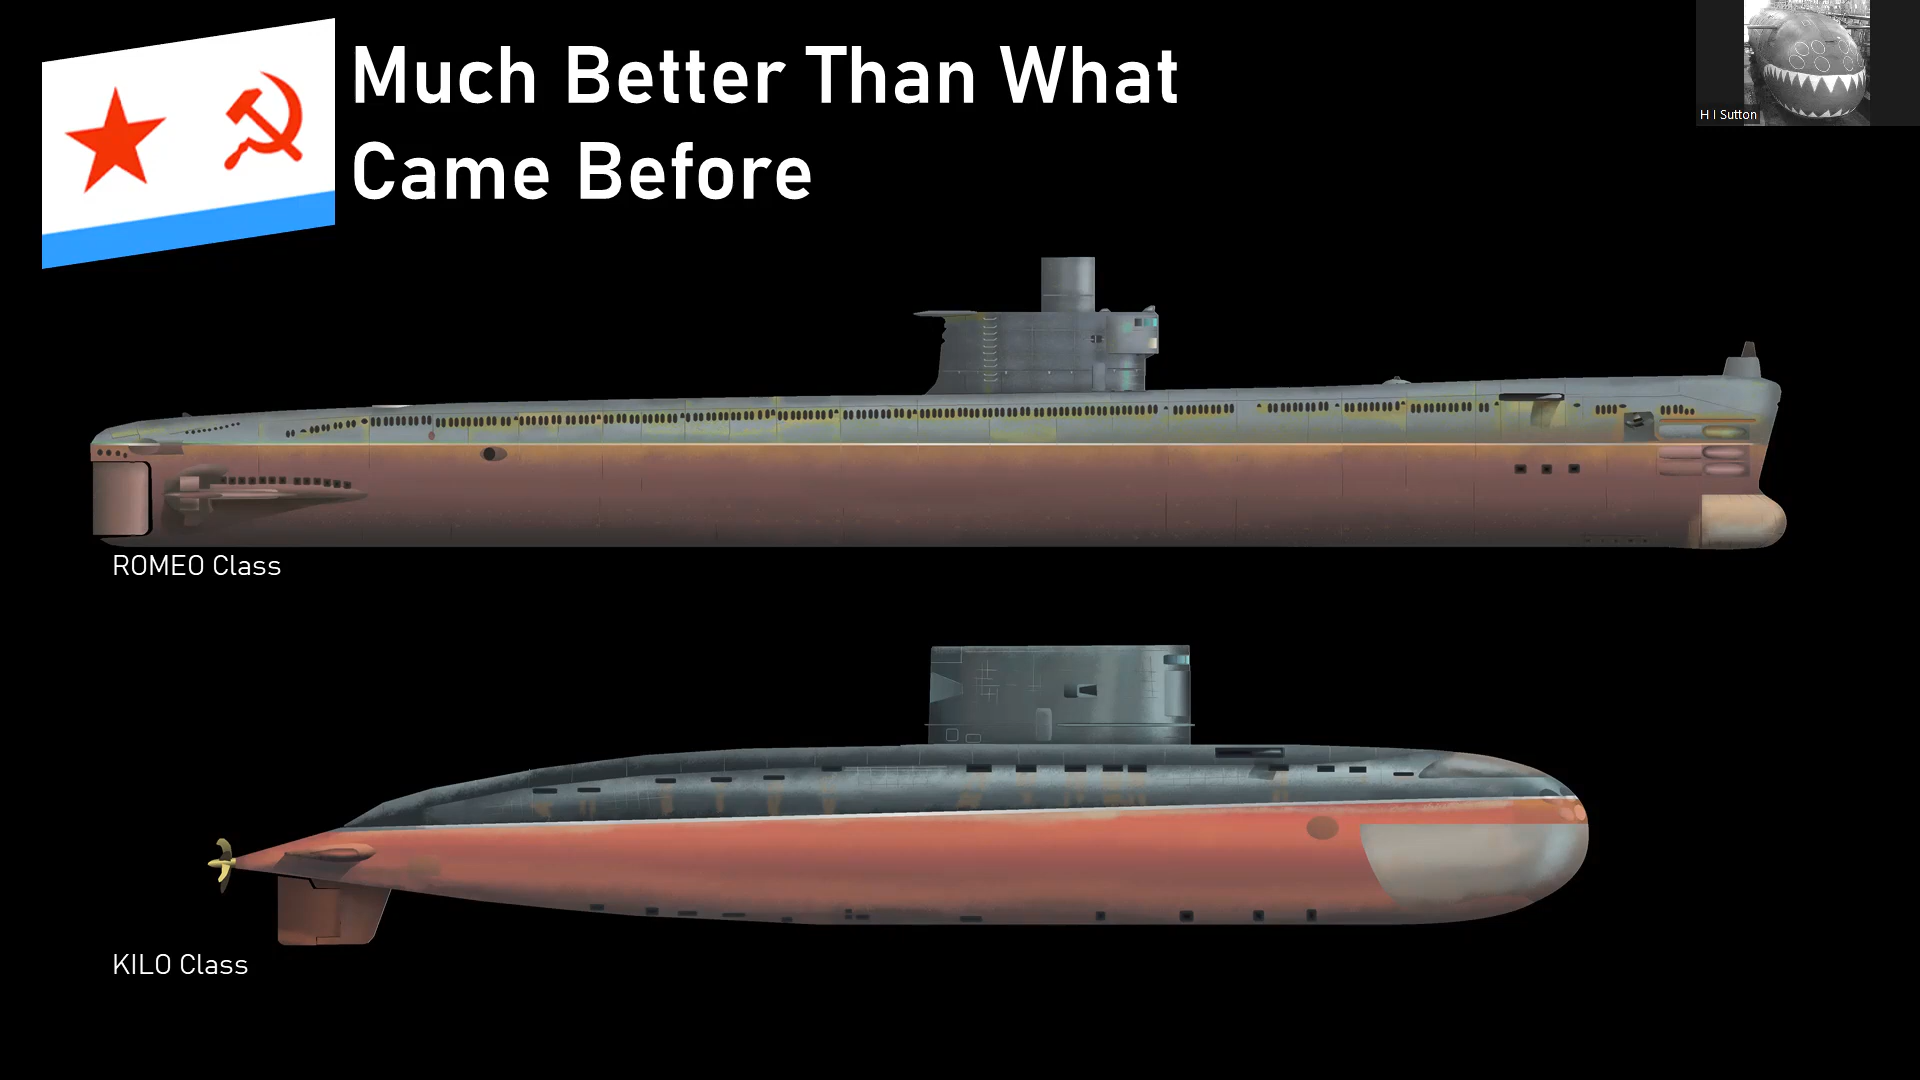 Much Better Than What
Came Before
H I Sutton
ROMEO Class
KILO Class